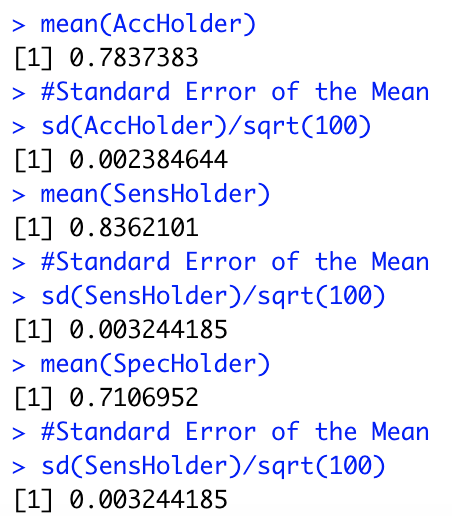 > mean(AccHolder)
[1] 0.7837383
> #Standard Error of the Mean
> sd(AccHolder)/sqrt(100)
[1] 0.002384644
> mean(SensHolder)
[1] 0.8362101
> #Standard Error of the Mean
> sd(SensHolder)/sqrt(100)
[1] 0.003244185
> mean(SpecHolder)
[1] 0.7106952
> #Standard Error of the Mean
> sd(SensHolder)/sqrt(100)
[1] 0.003244185